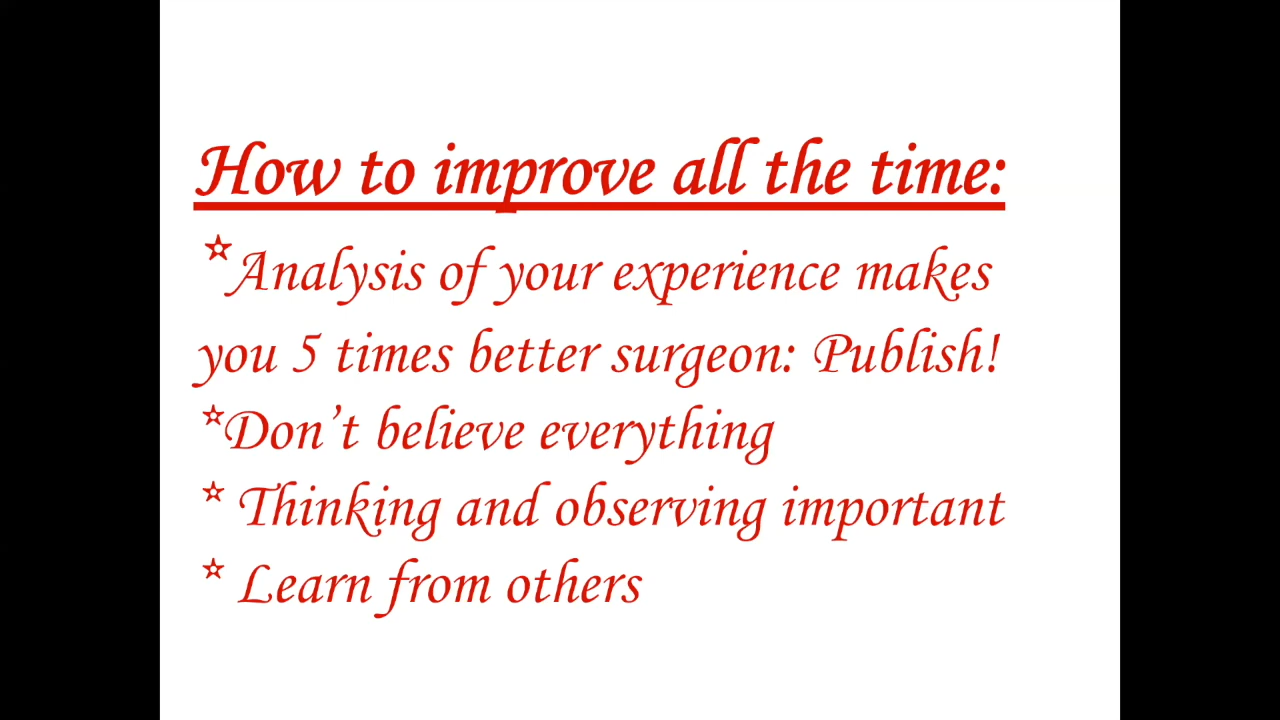 How to improve all the time:
*Analysis of your experience makes
you 5 times better surgeon: Publish!
*Don’t believe everything
* Thinking and observing important
* Learn from others